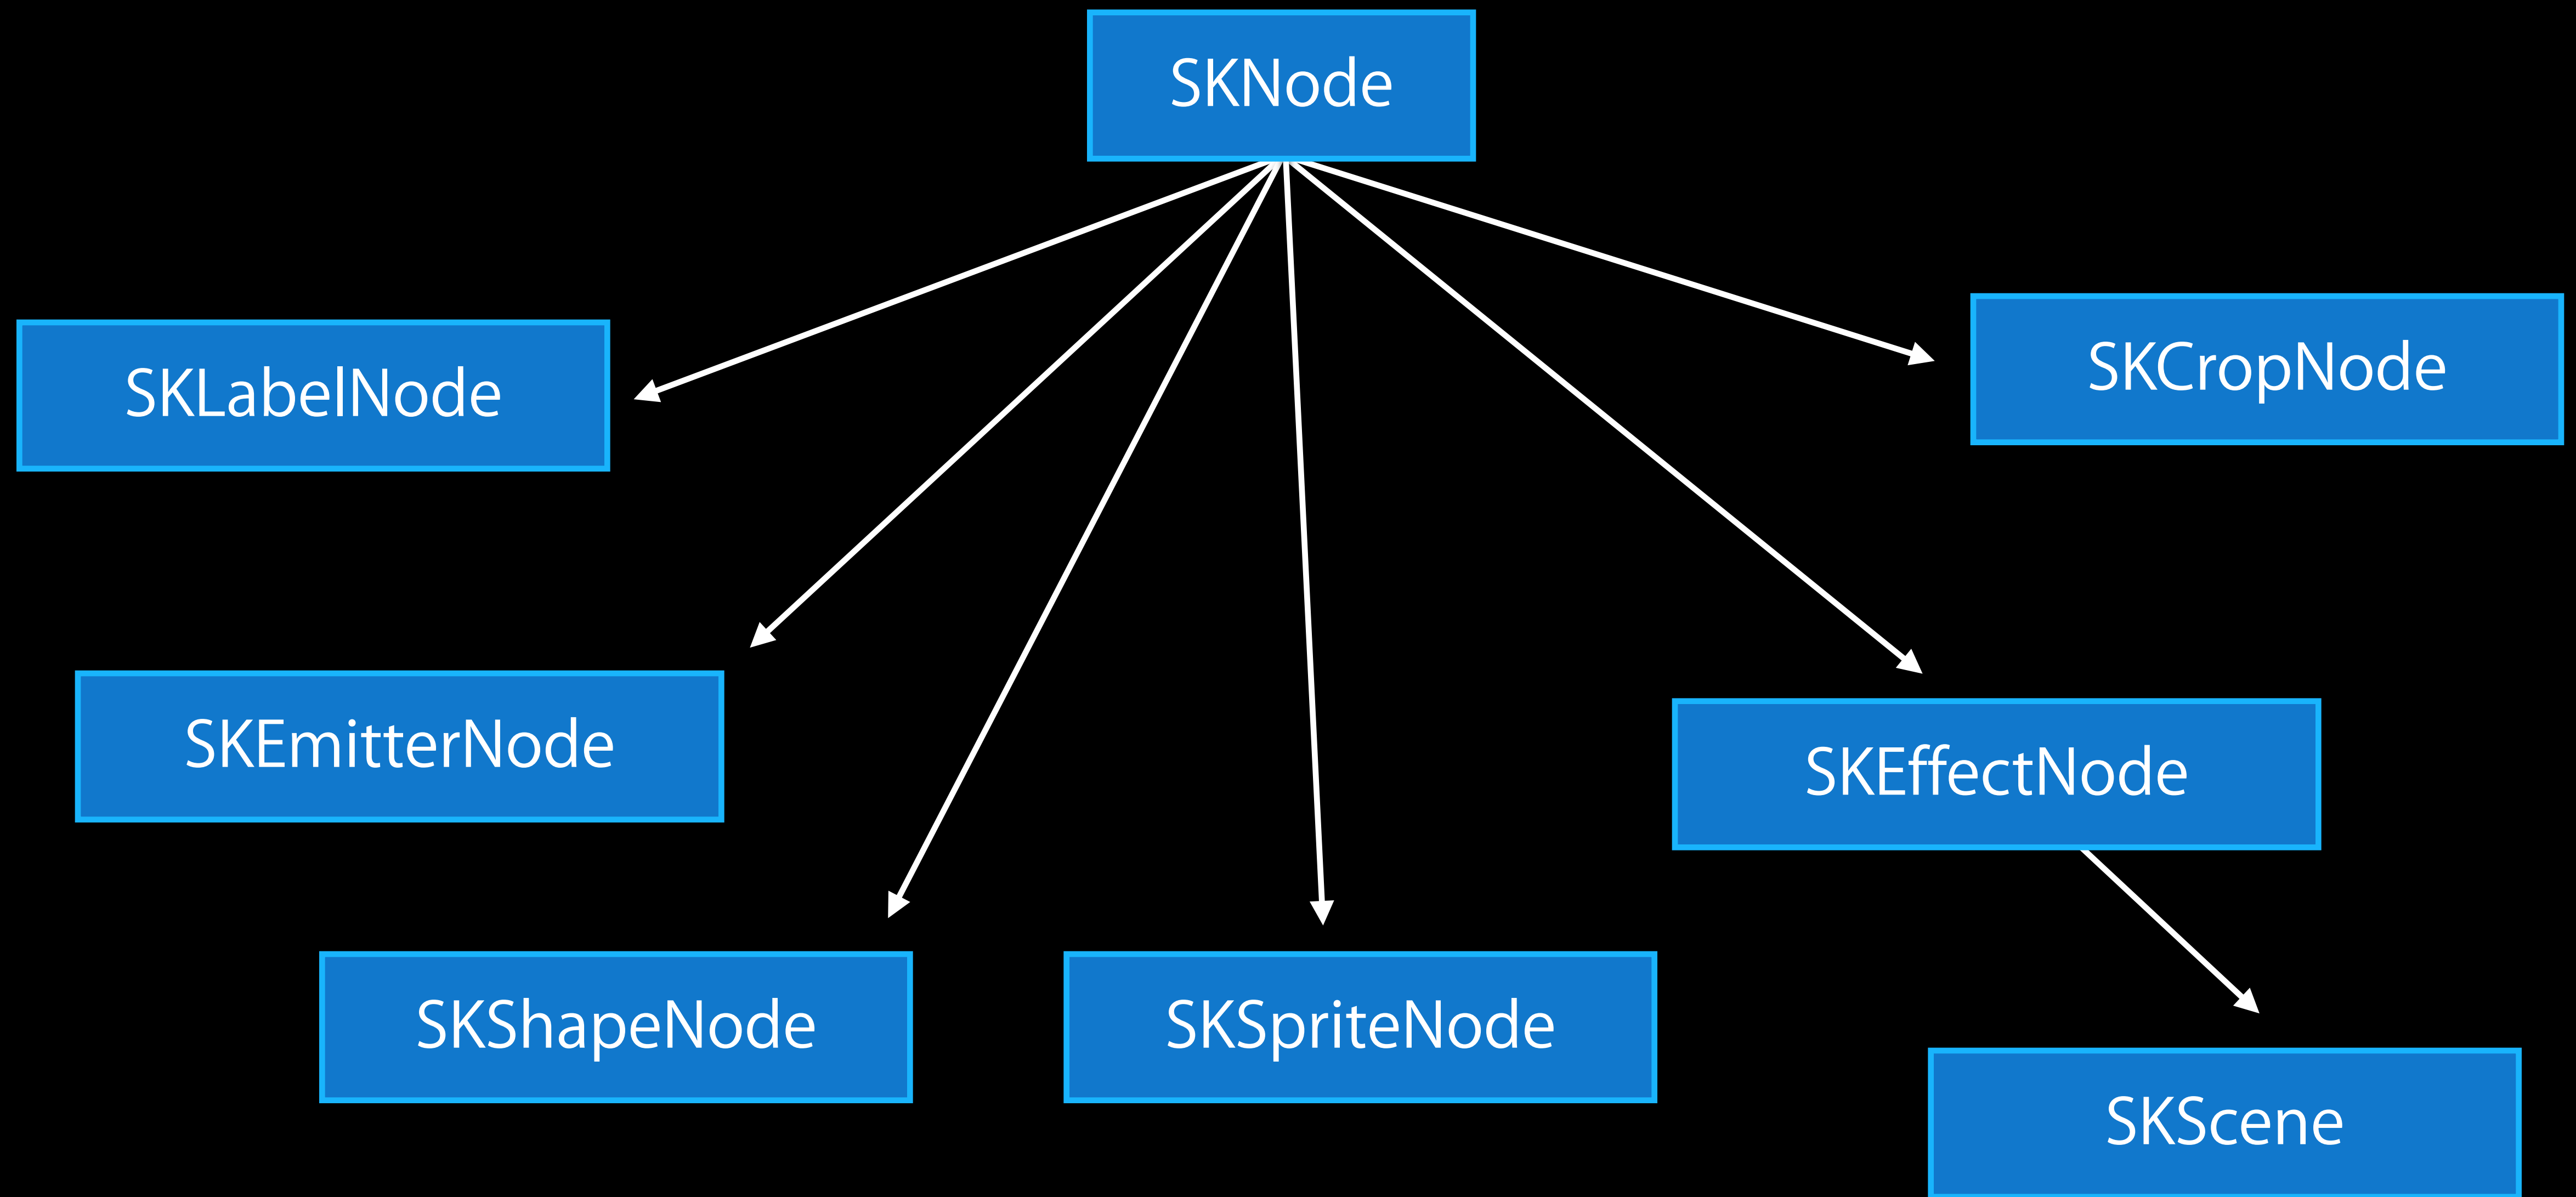 SKNode
SKCropNode
SKLabelNode
SKEmitterNode
SKEffectNode
SKShapeNode
SKSpriteNode
SKScene